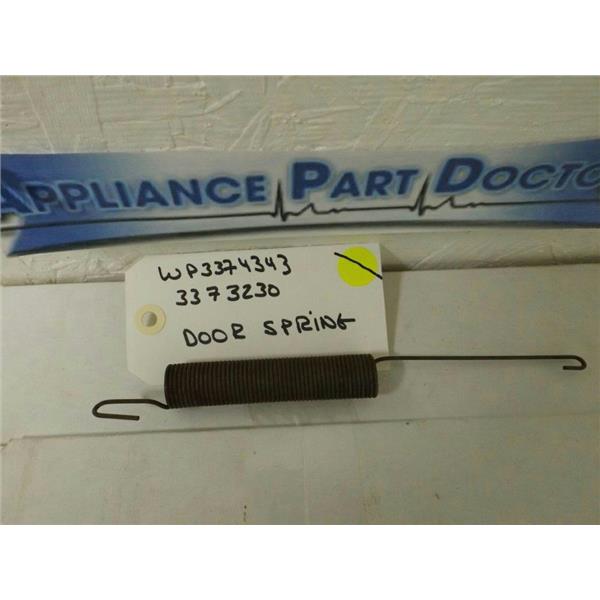 APPLIANCE PART DOCTO
WP3374343
3373230
DOOR SPRING